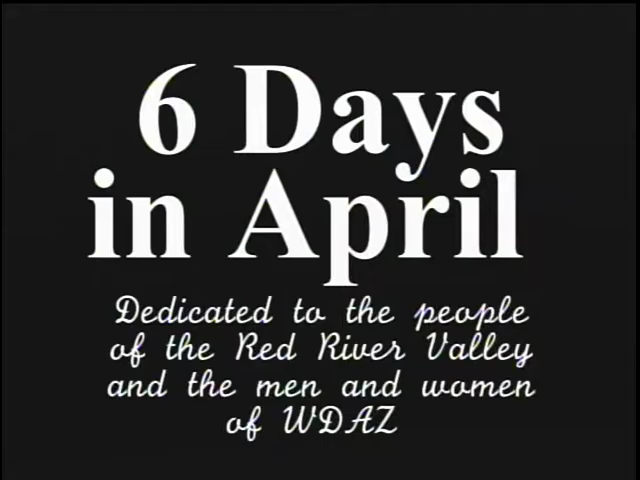 6 Days
in April
Dedicated to the people
of the Red River Valley
and the men and women
of WDAZ